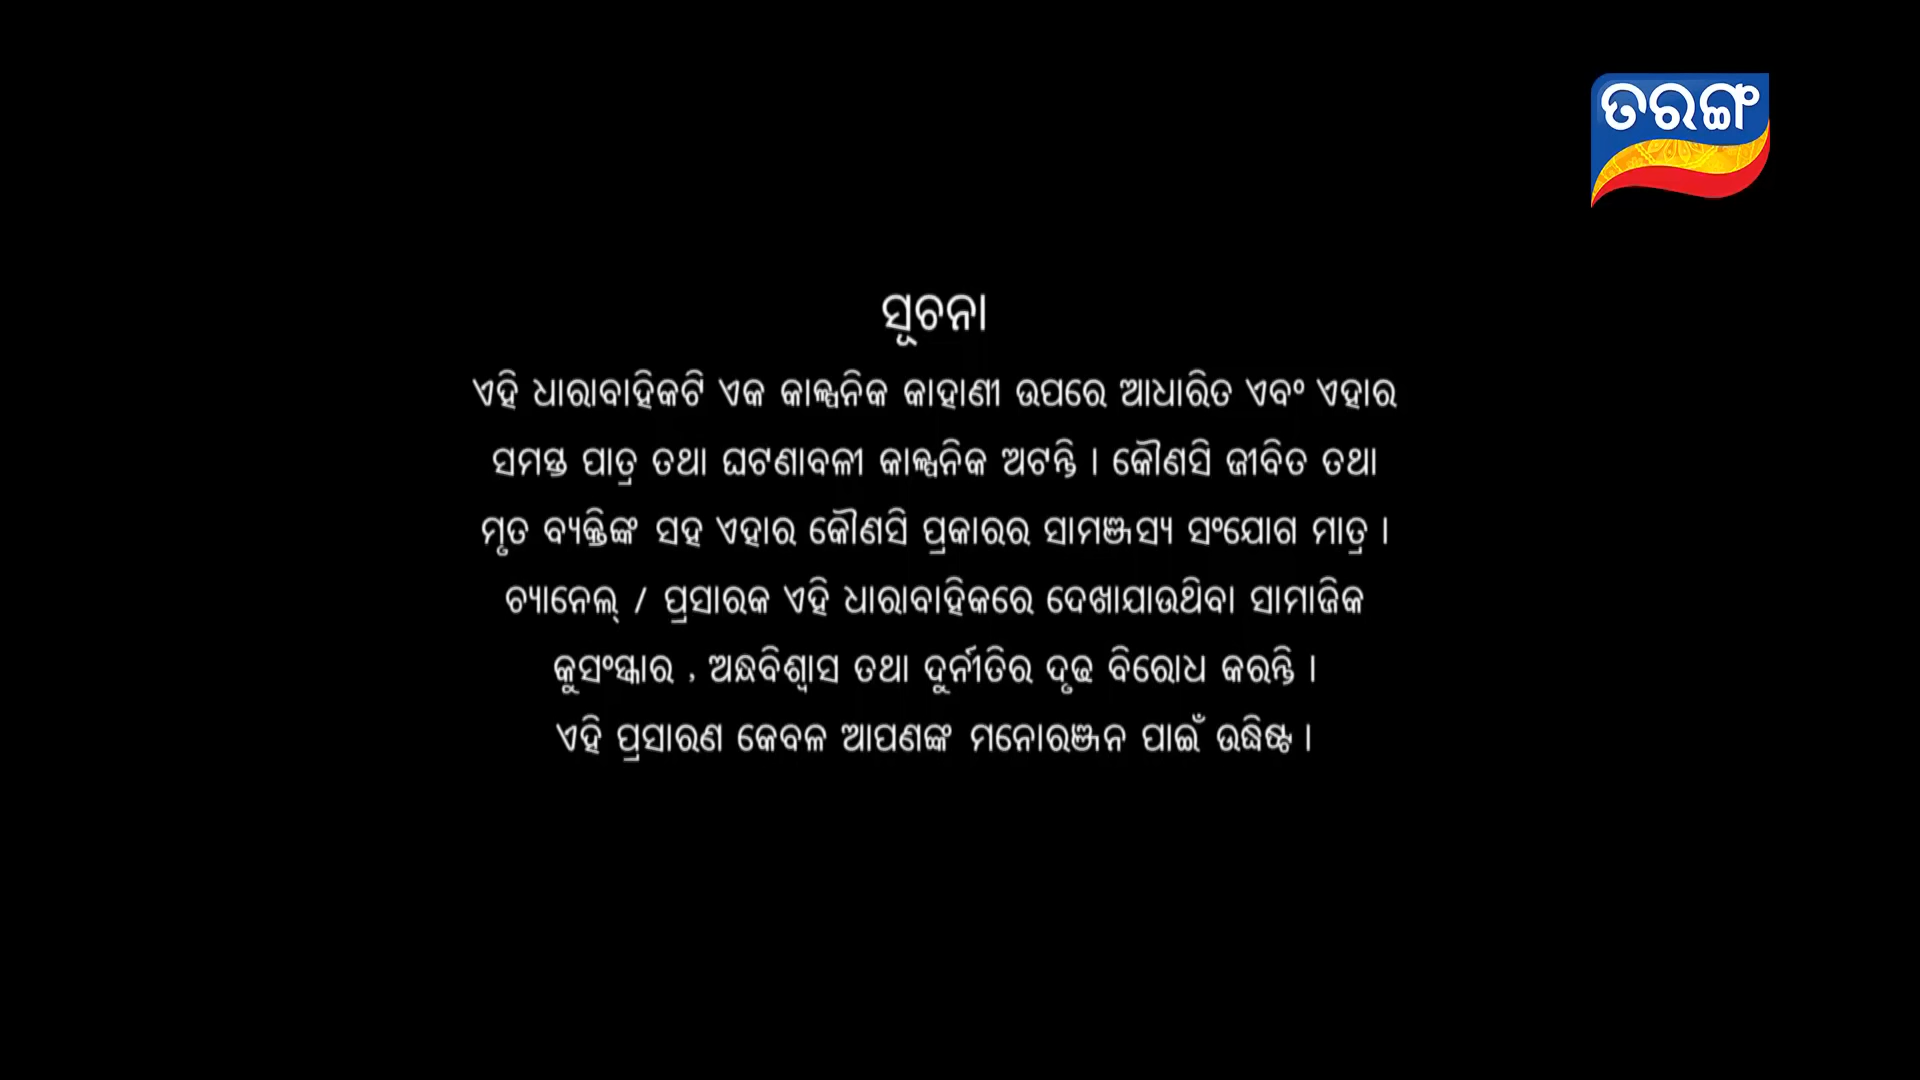 ତରଙ୍ଗ
ସୂଚନା
ଏହି ଧାରାବାହିକଟି ଏକ କାଳ୍ପନିକ କାହାଣୀ ଉପରେ ଆଧାରିତ ଏବଂ ଏହାର
ସମସ୍ତ ପାତ୍ର ତଥା ଘଟଣାବଳୀ କାଳ୍ପନିକ ଅଟନ୍ତି । କୌଣସି ଜୀବିତ ତଥା
ମୃତ ବ୍ୟକ୍ତିଙ୍କ ସହ ଏହାର କୌଣସି ପ୍ରକାରର ସାମଞ୍ଜସ୍ୟ ସଂଯୋଗ ମାତ୍ର ।
ଚ୍ୟାନେଲ୍ / ପ୍ରସାରକ ଏହି ଧାରାବାହିକରେ ଦେଖାଯାଉଥିବା ସାମାଜିକ
କୁସଂସ୍କାର , ଅନ୍ଧବିଶ୍ୱାସ ତଥା ଦୁର୍ନୀତିର ଦୃଢ ବିରୋଧ କରନ୍ତି ।
ଏହି ପ୍ରସାରଣ କେବଳ ଆପଣଙ୍କ ମନୋରଞ୍ଜନ ପାଇଁ ଉଦ୍ଧିଷ୍ଟ ।